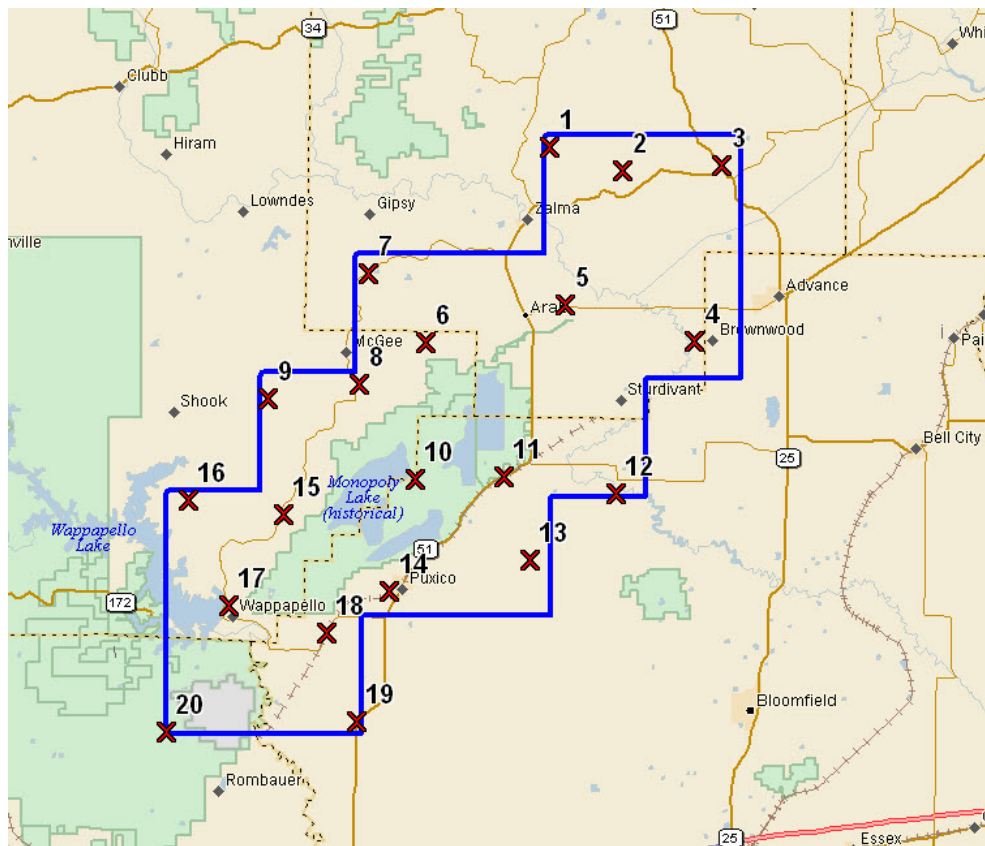 51
34
Whi
Clubb
1
2
3
Hiram
Lowndes
Gipsy
Zalma
nville
7
5
Advance
Ara
6
4
Brownwood
i
Pai
McGee
8
9
Sturdivant
Shook
Bell City
10
11
25
Monopoly
Lake
(historical)
12
16
15
Wappapello
Lake
13
51
14
Puxico
172
17
Wappapello
18
20
19
Bloomfield
Rombauer
25
Essex